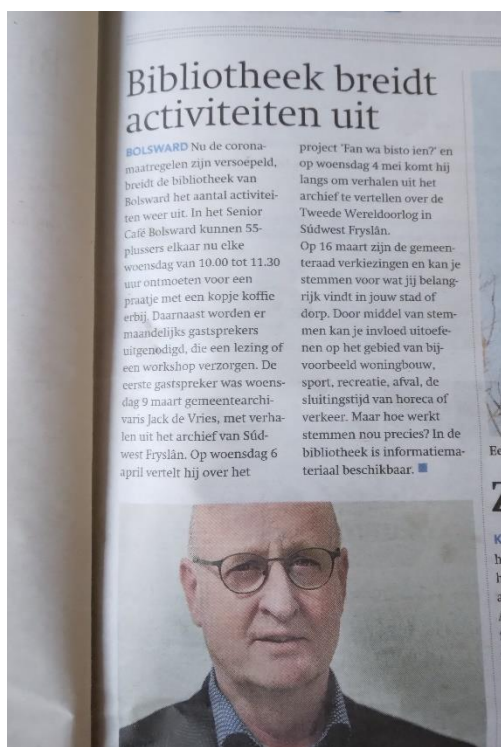 Bibliotheek breidt
activiteiten uit
BOLSWARD Nu de corona-
maatregelen zijn versoepeld,
breidt de bibliotheek van
Bolsward het aantal activitei-
ten weer uit. In het Senior
Café Bolsward kunnen 55-
plussers elkaar nu elke
woensdag van 10.00 tot 11.30
uur ontmoeten voor een
praatje met een kopje koffie
erbij. Daarnaast worden er
maandelijks gastsprekers
uitgenodigd, die een lezing of
een workshop verzorgen. De
eerste gastspreker was woens-
dag 9 maart gemeentearchi-
varis Jack de Vries, met verha-
len uit het archief van Súd-
west Fryslân. Op woensdag 6
april vertelt hij over het
project 'Fan wa bisto ien?' en
op woensdag 4 mei komt hij
langs om verhalen uit het
archief te vertellen over de
Tweede Wereldoorlog in
Súdwest Fryslân.
Op 16 maart zijn de gemeen-
teraad verkiezingen en kan je
stemmen voor wat jij belang-
rijk vindt in jouw stad of
dorp. Door middel van stem-
men kan je invloed uitoefe-
nen op het gebied van bij-
voorbeeld woningbouw,
sport, recreatie, afval, de
sluitingstijd van horeca of
verkeer. Maar hoe werkt
stemmen nou precies? In de
bibliotheek is informatiema-
teriaal beschikbaar.